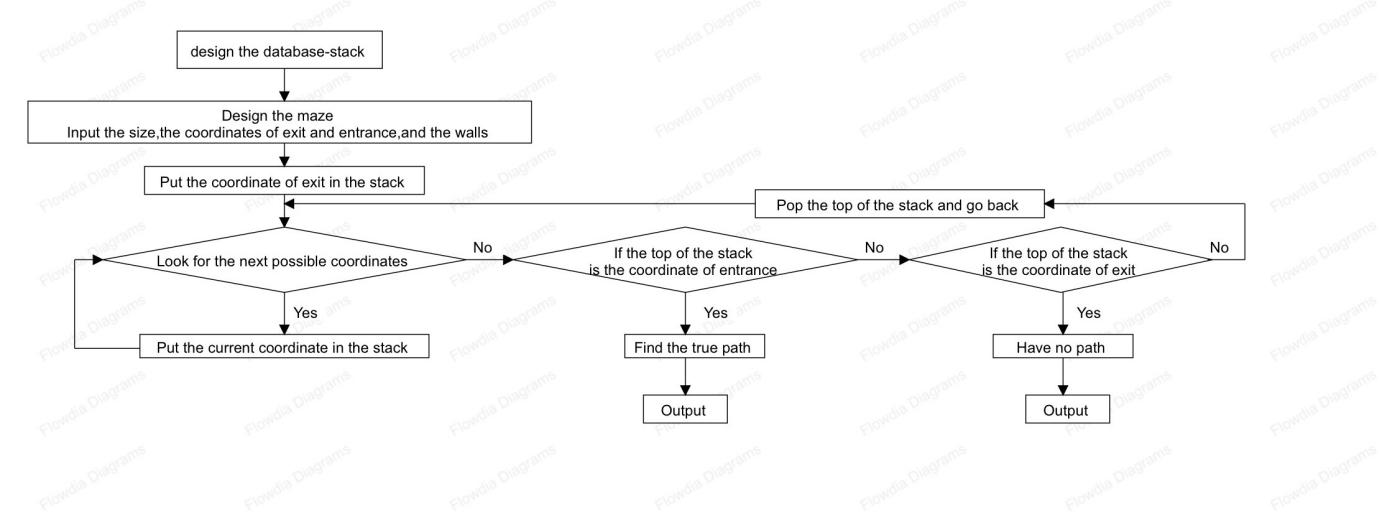 design the database-stack
Design the maze
Input the size,the coordinates of exit and entrance,and the walls
Put the coordinate of exit in the stack
Pop the top of the stack and go back
Look for the next possible coordinates
No
If the top of the stack
is the coordinate of entrance
No
If the top of the stack
is the coordinate of exit
No
Yes
Yes
Yes
Put the current coordinate in the stack
Find the true path
Have no path
Output
Output
Flowdia Diagrams